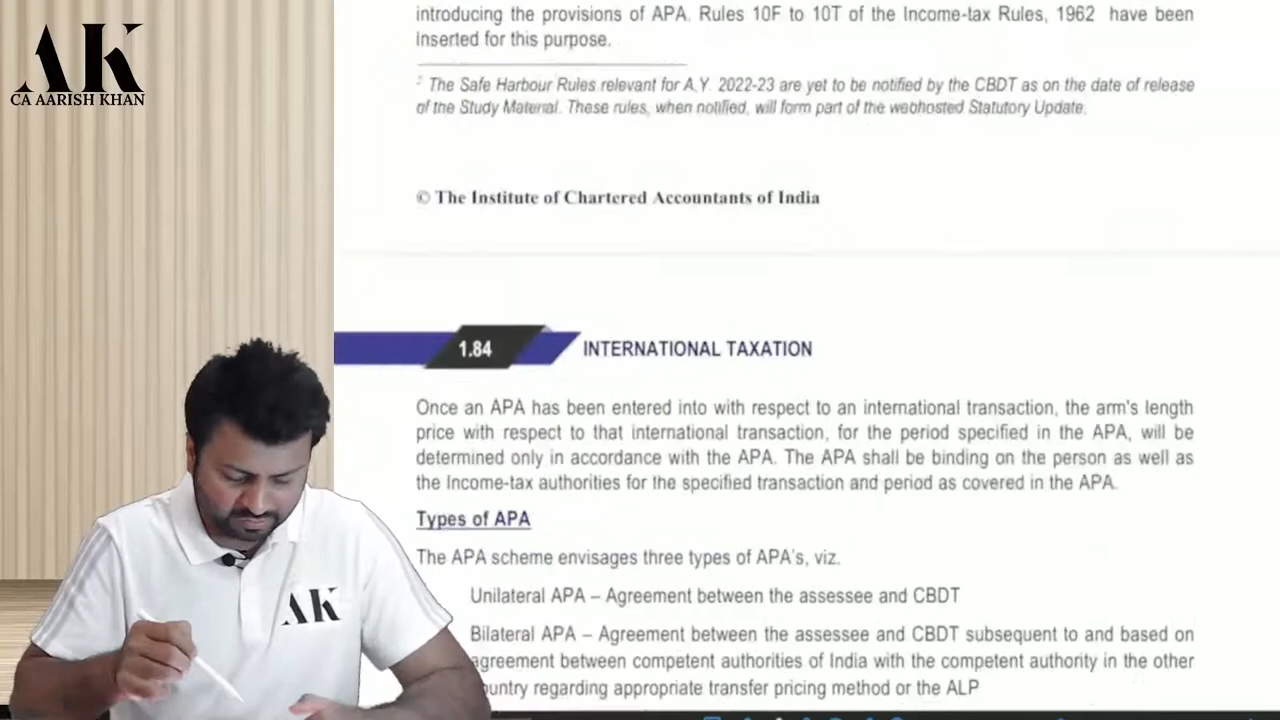 AK
CA AARISH KHAN
introducing the provisions of APA. Rules 10F to 10T of the Income-tax Rules, 1962 have been
inserted for this purpose.
2 The Safe Harbour Rules relevant for A.Y. 2022-23 are yet to be notified by the CBDT as on the date of release
of the Study Material. These rules, when notified, will form part of the webhosted Statutory Update.
© The Institute of Chartered Accountants of India
1.84 INTERNATIONAL TAXATION
Once an APA has been entered into with respect to an international transaction, the arm's length
price with respect to that international transaction, for the period specified in the APA, will be
determined only in accordance with the APA. The APA shall be binding on the person as well as
the Income-tax authorities for the specified transaction and period as covered in the APA.
Types of APA
The APA scheme envisages three types of APA's, viz.
Unilateral APA – Agreement between the assessee and CBDT
Bilateral APA – Agreement between the assessee and CBDT subsequent to and based on
agreement between competent authorities of India with the competent authority in the other
untry regarding appropriate transfer pricing method or the ALP
AK